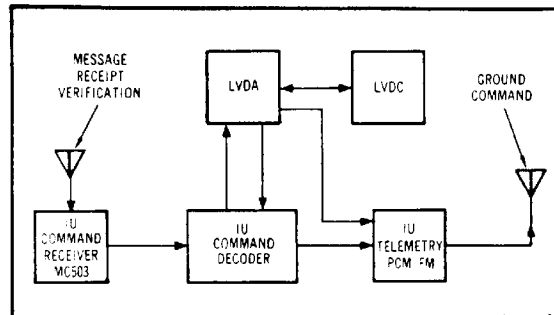 MESSAGE
RECEIPT
VERIFICATION
LVDA
LVDC
GROUND
COMMAND
IU
COMMAND
RECEIVER
MC503
IU
COMMAND
DECODER
IU
TELEMETRY
PCM FM